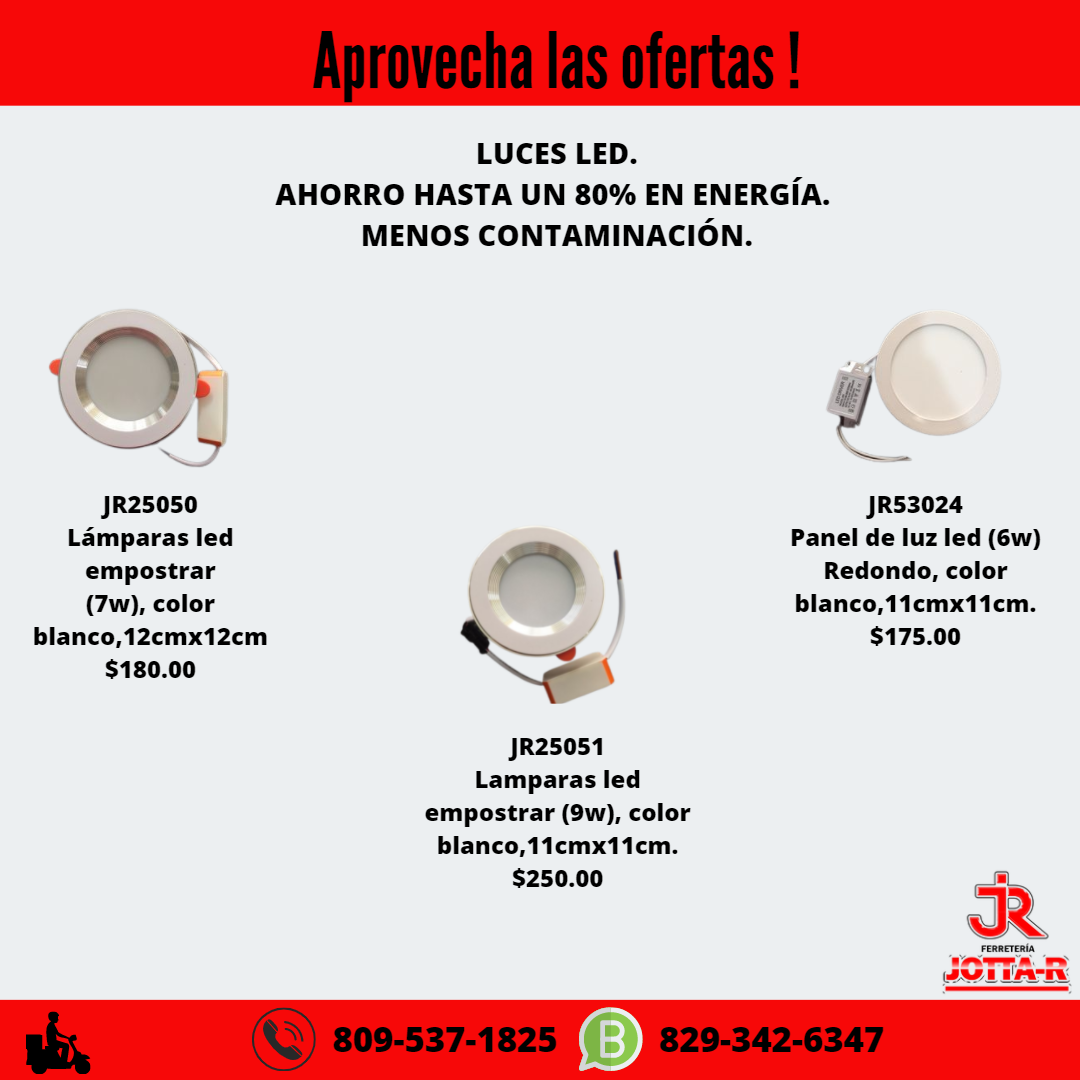 Aprovecha las ofertas !
LUCES LED.
AHORRO HASTA UN 80% EN ENERGÍA.
MENOS CONTAMINACIÓN.
JR25050
Lámparas led
empostrar
(7w), color
blanco,12cmx12cm
$180.00
JR25051
Lamparas led
empostrar (9w), color
blanco,11cmx11cm.
$250.00
JR53024
Panel de luz led (6w)
Redondo, color
blanco,11cmx11cm.
$175.00
JR
FERRETERÍA
JOTTA-R
809-537-1825
B
829-342-6347